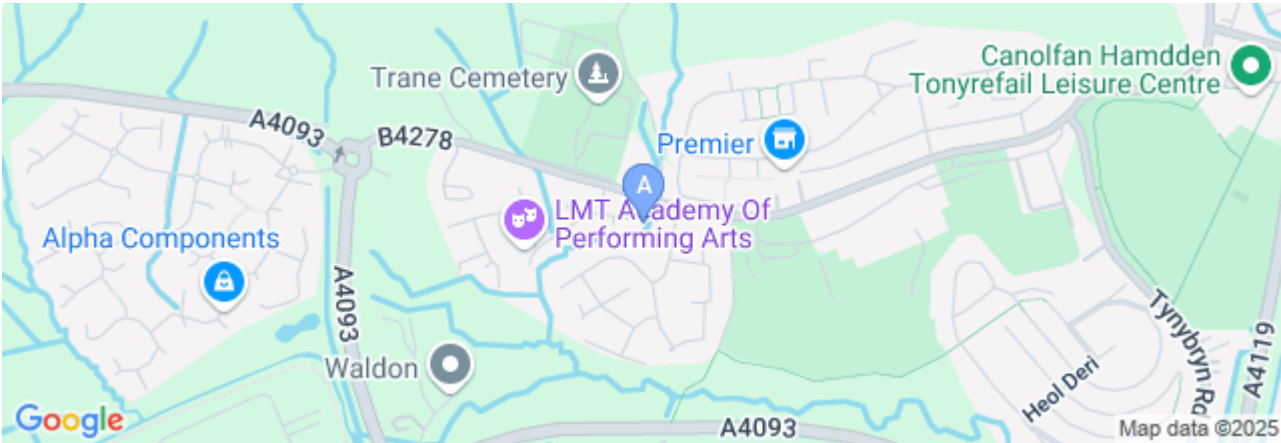 Canolfan Hamdden
Tonyrefail Leisure Centre
Trane Cemetery
A4093
B4278
Premier
A
LMT Academy Of
Performing Arts
Alpha Components
A4093
Waldon
Tynybryn Rd
Heol Deri
A4119
Google
A4093
Map data ©2025